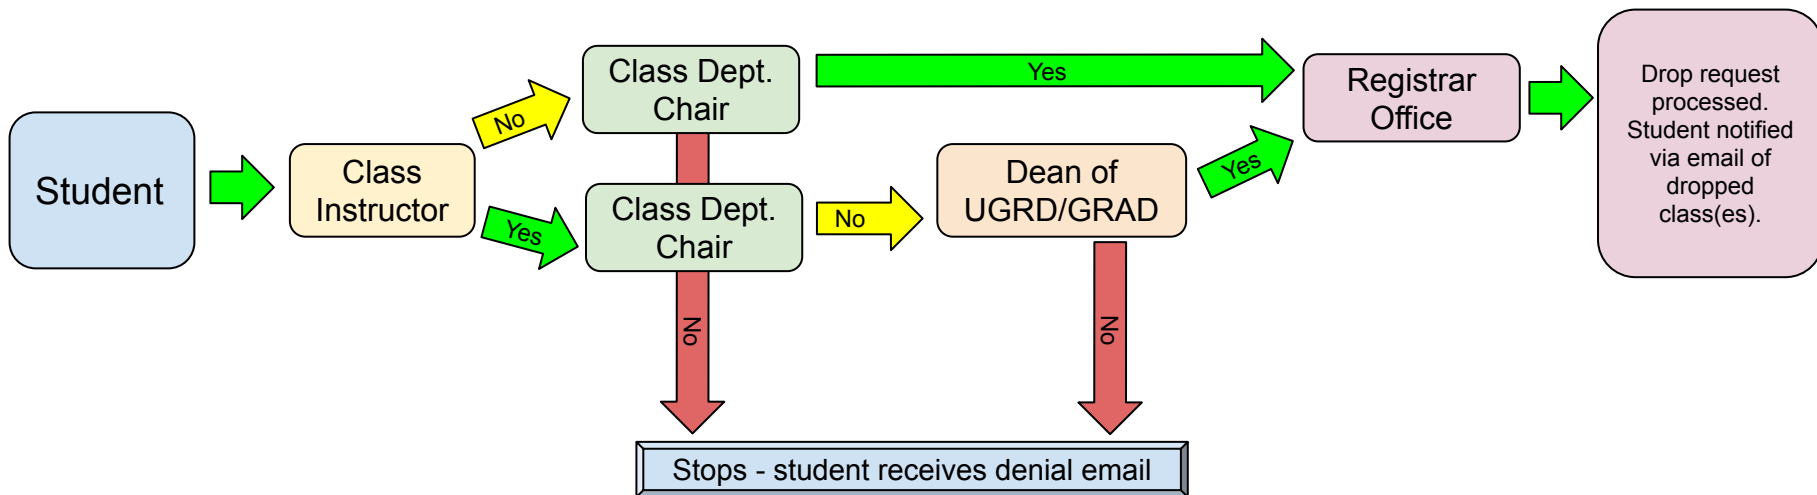 Student
Class
Instructor
No
Yes
Class Dept.
Chair
Class Dept.
Chair
Yes
No
No
Dean of
UGRD/GRAD
Yes
No
Registrar
Office
Drop request
processed.
Student notified
via email of
dropped
class(es).
Stops - student receives denial email